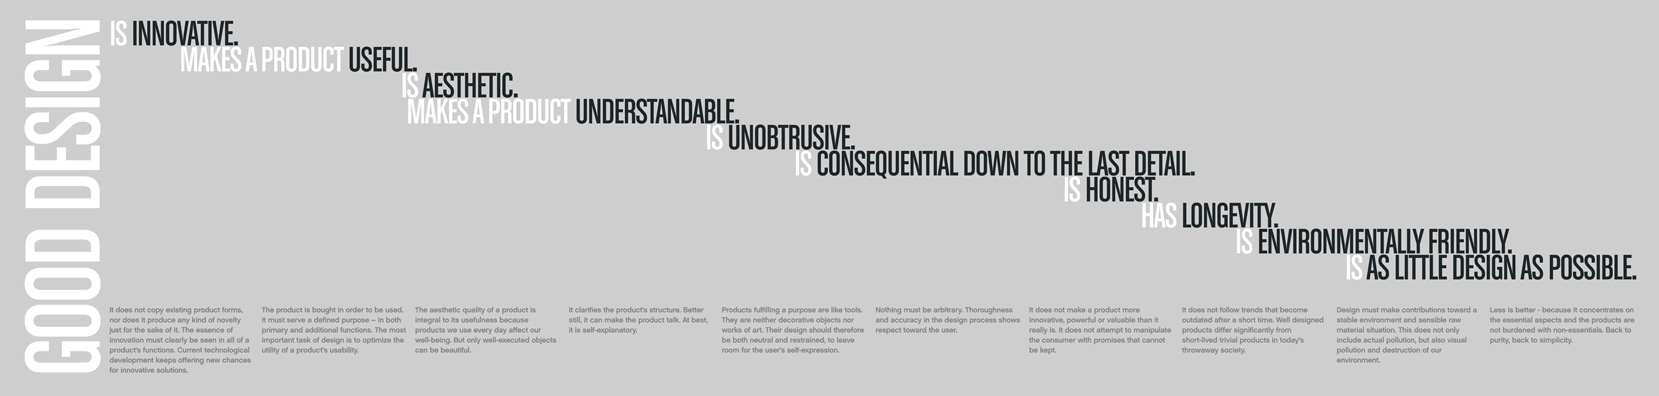 GOOD DESIGN
IS INNOVATIVE.
MAKES A PRODUCT USEFUL.
IS AESTHETIC.
MAKES A PRODUCT UNDERSTANDABLE.
IS UNOBTRUSIVE.
IS CONSEQUENTIAL DOWN TO THE LAST DETAIL.
IS HONEST.
HAS LONGEVITY.
IS ENVIRONMENTALLY FRIENDLY.
IS AS LITTLE DESIGN AS POSSIBLE.
It does not copy existing product forms,
nor does it produce any kind of novelty
just for the sake of it. The essence of
innovation must clearly be seen in all of a
product's functions. Current technological
development keeps offering new chances
for innovative solutions.
The product is bought in order to be used.
It must serve a defined purpose – in both
primary and additional functions. The most
important task of design is to optimize the
utility of a product's usability.
The aesthetic quality of a product is
integral to its usefulness because
products we use every day affect our
well-being. But only well-executed objects
can be beautiful.
It clarifies the product's structure. Better
still, it can make the product talk. At best,
it is self-explanatory.
Products fulfilling a purpose are like tools.
They are neither decorative objects nor
works of art. Their design should therefore
be both neutral and restrained, to leave
room for the user's self-expression.
Nothing must be arbitrary. Thoroughness
and accuracy in the design process shows
respect toward the user.
It does not make a product more
innovative, powerful or valuable than it
really is. It does not attempt to manipulate
the consumer with promises that cannot
be kept.
It does not follow trends that become
outdated after a short time. Well designed
products differ significantly from
short-lived trivial products in today's
throwaway society.
Design must make contributions toward a
stable environment and sensible raw
material situation. This does not only
include actual pollution, but also visual
pollution and destruction of our
environment.
Less is better - because it concentrates on
the essential aspects and the products are
not burdened with non-essentials. Back to
purity, back to simplicity.